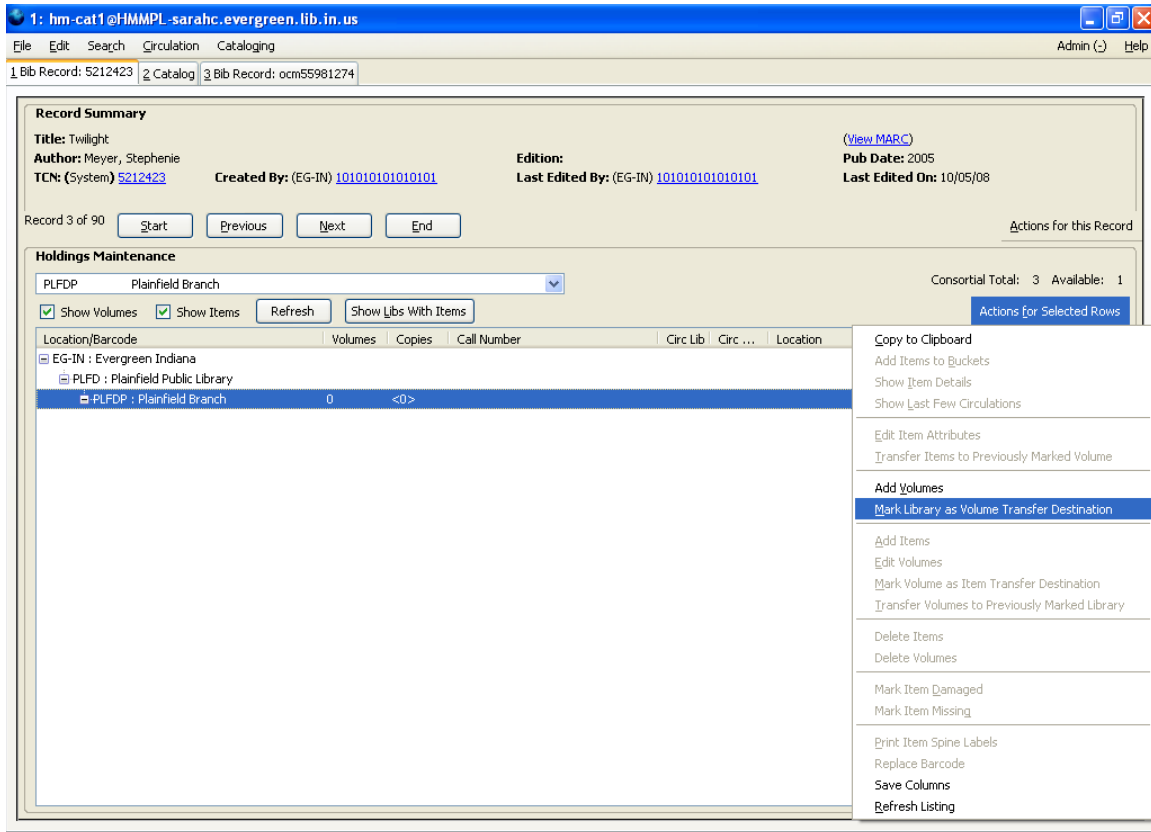 1: hm-cat1@HMMPL-sarahc.evergreen.lib.in.us
File Edit Search Circulation Cataloging Admin (-) Help
1 Bib Record: 5212423 2 Catalog 3 Bib Record: ocm55981274
Record Summary
Title: Twilight (View MARC)
Author: Meyer, Stephenie Edition: Pub Date: 2005
TCN: (System) 5212423 Created By: (EG-IN) 101010101010101 Last Edited By: (EG-IN) 101010101010101 Last Edited On: 10/05/08
Record 3 of 90 Start Previous Next End Actions for this Record
Holdings Maintenance
PLFDP Plainfield Branch Consortial Total: 3 Available: 1
Show Volumes Show Items Refresh Show Libs With Items Actions for Selected Rows
Location/Barcode Volumes Copies Call Number Circ Lib Circ ... Location
EG-IN : Evergreen Indiana
PLFD : Plainfield Public Library
PLFDP : Plainfield Branch 0 <0>
Copy to Clipboard
Add Items to Buckets
Show Item Details
Show Last Few Circulations
Edit Item Attributes
Transfer Items to Previously Marked Volume
Add Volumes
Mark Library as Volume Transfer Destination
Add Items
Edit Volumes
Mark Volume as Item Transfer Destination
Transfer Volumes to Previously Marked Library
Delete Items
Delete Volumes
Mark Item Damaged
Mark Item Missing
Print Item Spine Labels
Replace Barcode
Save Columns
Refresh Listing